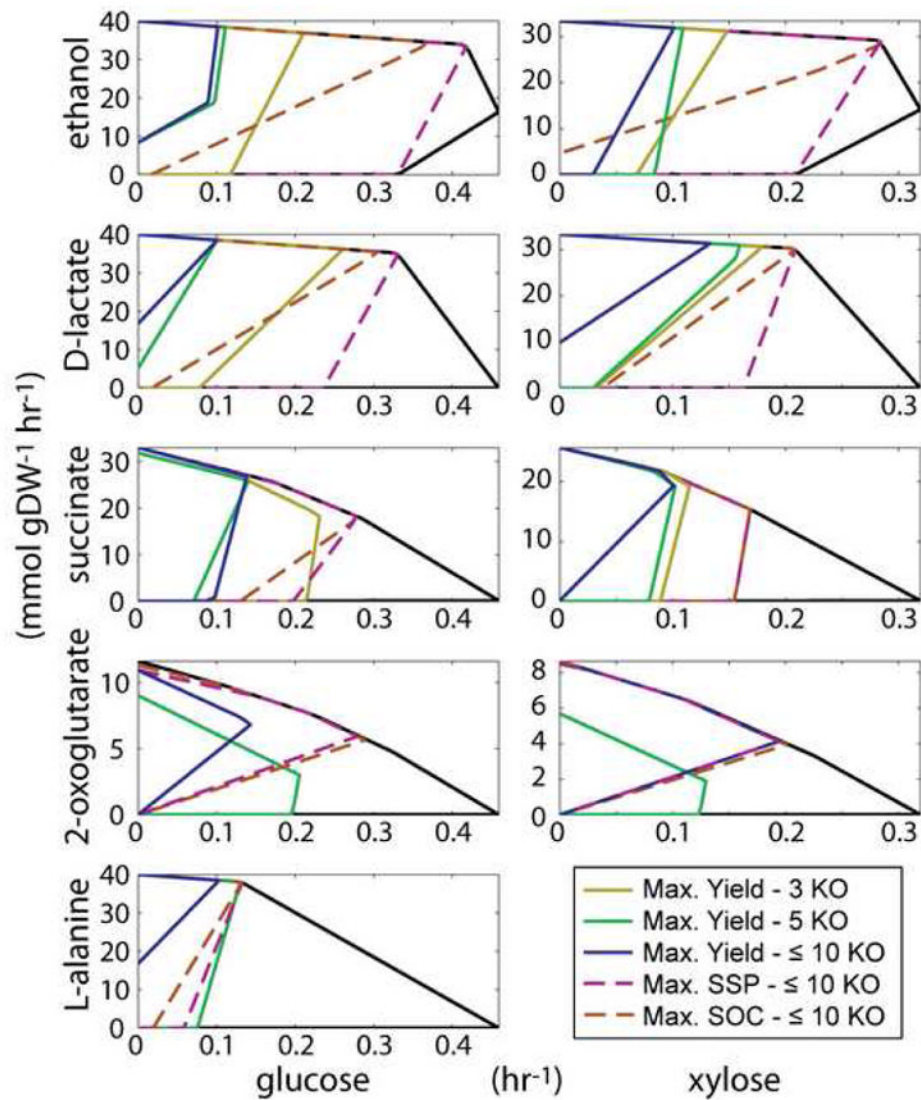 (mmol gDW-1 hr-1)
ethanol
40
30
20
10
0
0 0.1 0.2 0.3 0.4
30
20
10
0
0 0.1 0.2 0.3
D-lactate
40
30
20
10
0
0 0.1 0.2 0.3 0.4
30
20
10
0
0 0.1 0.2 0.3
succinate
30
20
10
0
0 0.1 0.2 0.3 0.4
20
10
0
0 0.1 0.2 0.3
2-oxoglutarate
10
5
0
0 0.1 0.2 0.3 0.4
8
6
4
2
0
0 0.1 0.2 0.3
L-alanine
40
30
20
10
0
0 0.1 0.2 0.3 0.4
Max. Yield - 3 KO
Max. Yield - 5 KO
Max. Yield - ≤ 10 KO
Max. SSP - ≤ 10 KO
Max. SOC - ≤ 10 KO
glucose (hr-1) xylose